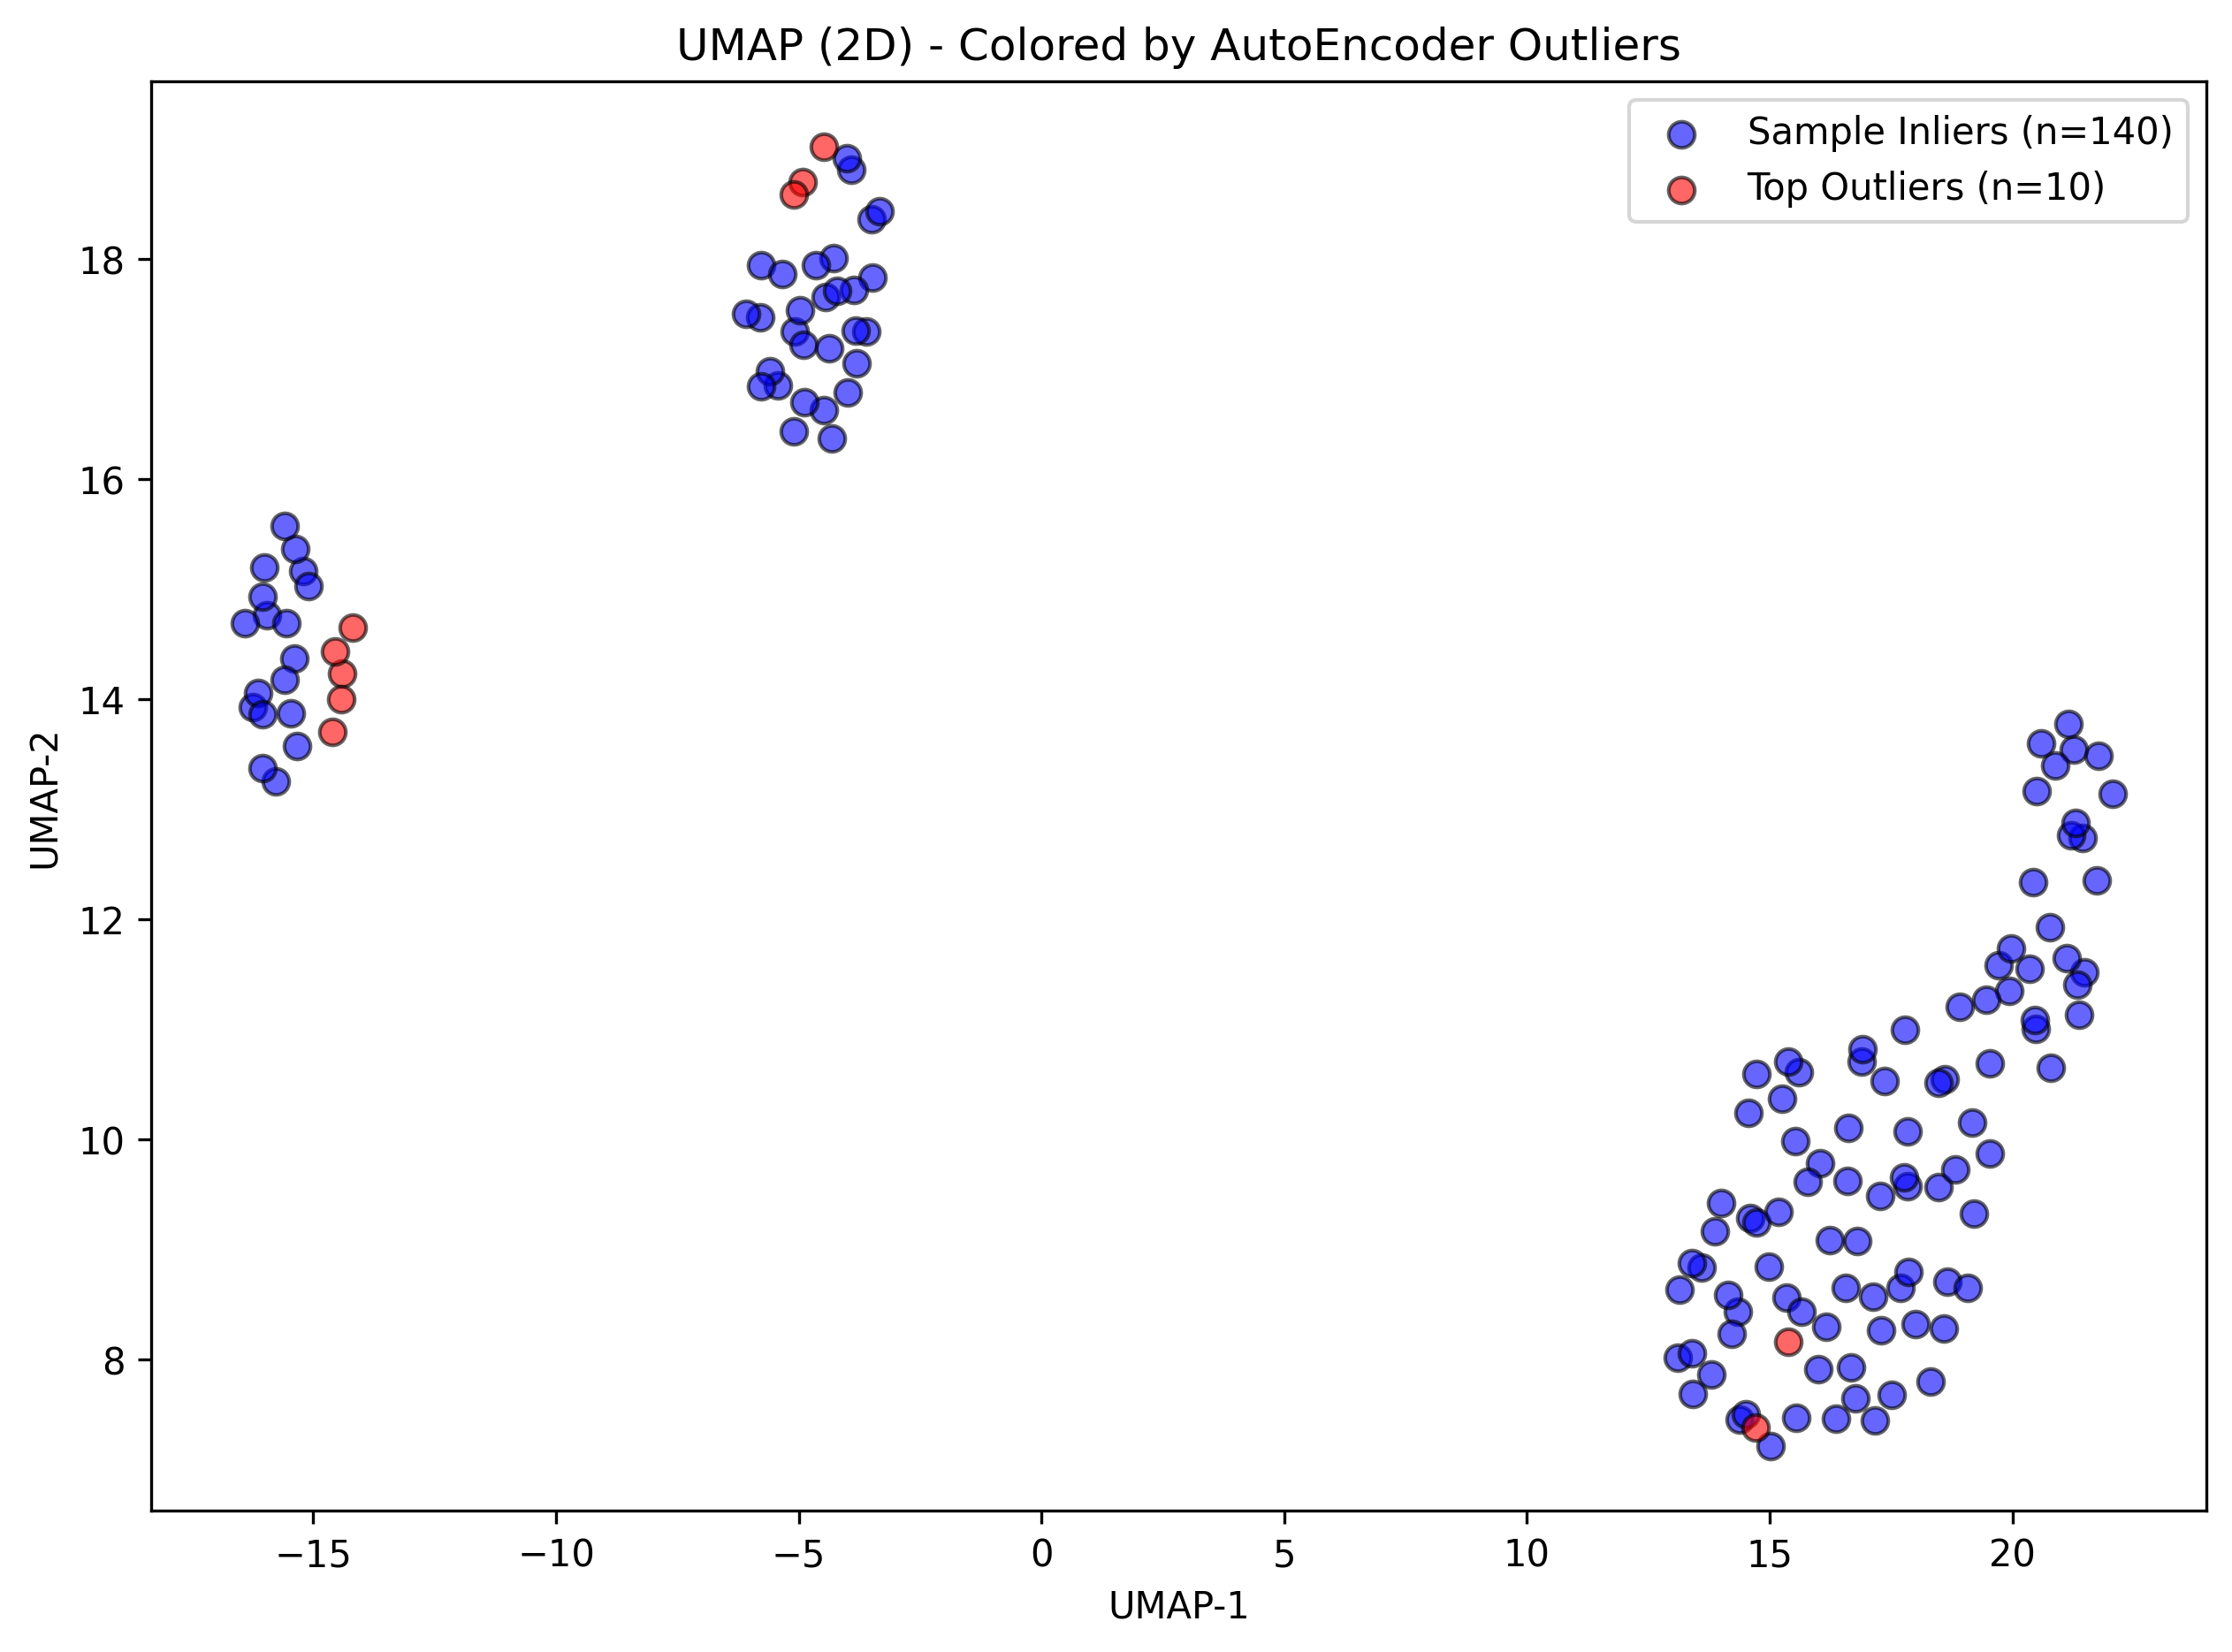 UMAP (2D) - Colored by AutoEncoder Outliers
Sample Inliers (n=140)
Top Outliers (n=10)
18
16
14
12
10
8
UMAP-2
−15
−10
−5
0
5
10
15
20
UMAP-1